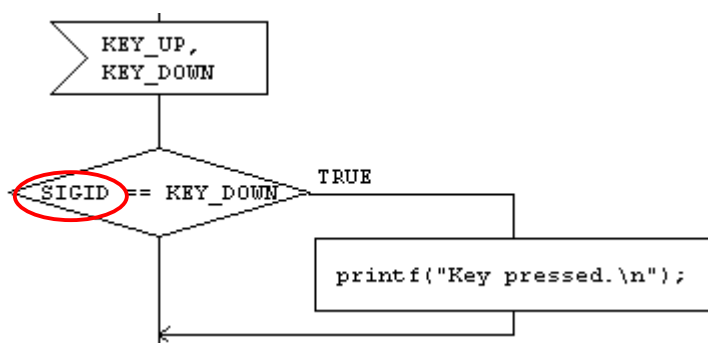 KEY_UP,
KEY_DOWN
SIGID == KEY_DOWN
TRUE
printf("Key pressed.\n");